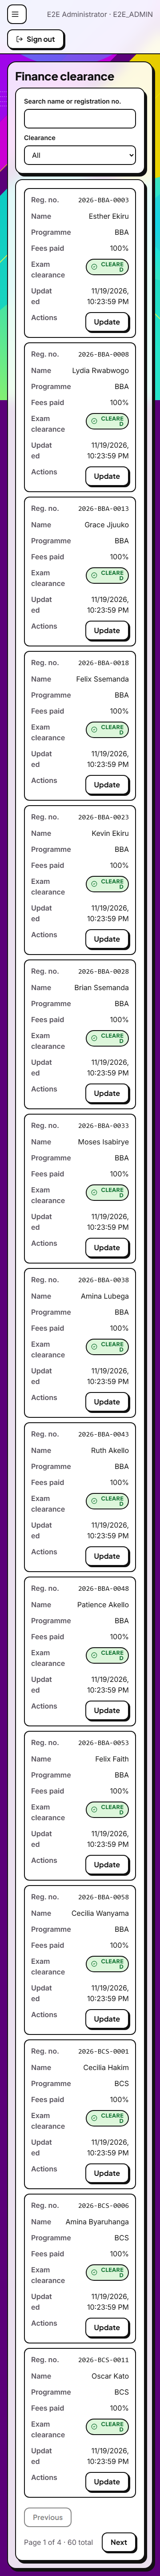 E2E Administrator · E2E_ADMIN
Sign out
Finance clearance
Search name or registration no.
Clearance
All
Reg. no. 2026-BBA-0003
Name Esther Ekiru
Programme BBA
Fees paid 100%
Exam clearance CLEARED
Updated 11/19/2026, 10:23:59 PM
Actions Update
Reg. no. 2026-BBA-0008
Name Lydia Rwabwogo
Programme BBA
Fees paid 100%
Exam clearance CLEARED
Updated 11/19/2026, 10:23:59 PM
Actions Update
Reg. no. 2026-BBA-0013
Name Grace Jjuuko
Programme BBA
Fees paid 100%
Exam clearance CLEARED
Updated 11/19/2026, 10:23:59 PM
Actions Update
Reg. no. 2026-BBA-0018
Name Felix Ssemanda
Programme BBA
Fees paid 100%
Exam clearance CLEARED
Updated 11/19/2026, 10:23:59 PM
Actions Update
Reg. no. 2026-BBA-0023
Name Kevin Ekiru
Programme BBA
Fees paid 100%
Exam clearance CLEARED
Updated 11/19/2026, 10:23:59 PM
Actions Update
Reg. no. 2026-BBA-0028
Name Brian Ssemanda
Programme BBA
Fees paid 100%
Exam clearance CLEARED
Updated 11/19/2026, 10:23:59 PM
Actions Update
Reg. no. 2026-BBA-0033
Name Moses Isabirye
Programme BBA
Fees paid 100%
Exam clearance CLEARED
Updated 11/19/2026, 10:23:59 PM
Actions Update
Reg. no. 2026-BBA-0038
Name Amina Lubega
Programme BBA
Fees paid 100%
Exam clearance CLEARED
Updated 11/19/2026, 10:23:59 PM
Actions Update
Reg. no. 2026-BBA-0043
Name Ruth Akello
Programme BBA
Fees paid 100%
Exam clearance CLEARED
Updated 11/19/2026, 10:23:59 PM
Actions Update
Reg. no. 2026-BBA-0048
Name Patience Akello
Programme BBA
Fees paid 100%
Exam clearance CLEARED
Updated 11/19/2026, 10:23:59 PM
Actions Update
Reg. no. 2026-BBA-0053
Name Felix Faith
Programme BBA
Fees paid 100%
Exam clearance CLEARED
Updated 11/19/2026, 10:23:59 PM
Actions Update
Reg. no. 2026-BBA-0058
Name Cecilia Wanyama
Programme BBA
Fees paid 100%
Exam clearance CLEARED
Updated 11/19/2026, 10:23:59 PM
Actions Update
Reg. no. 2026-BCS-0001
Name Cecilia Hakim
Programme BCS
Fees paid 100%
Exam clearance CLEARED
Updated 11/19/2026, 10:23:59 PM
Actions Update
Reg. no. 2026-BCS-0006
Name Amina Byaruhanga
Programme BCS
Fees paid 100%
Exam clearance CLEARED
Updated 11/19/2026, 10:23:59 PM
Actions Update
Reg. no. 2026-BCS-0011
Name Oscar Kato
Programme BCS
Fees paid 100%
Exam clearance CLEARED
Updated 11/19/2026, 10:23:59 PM
Actions Update
Previous
Page 1 of 4 · 60 total Next